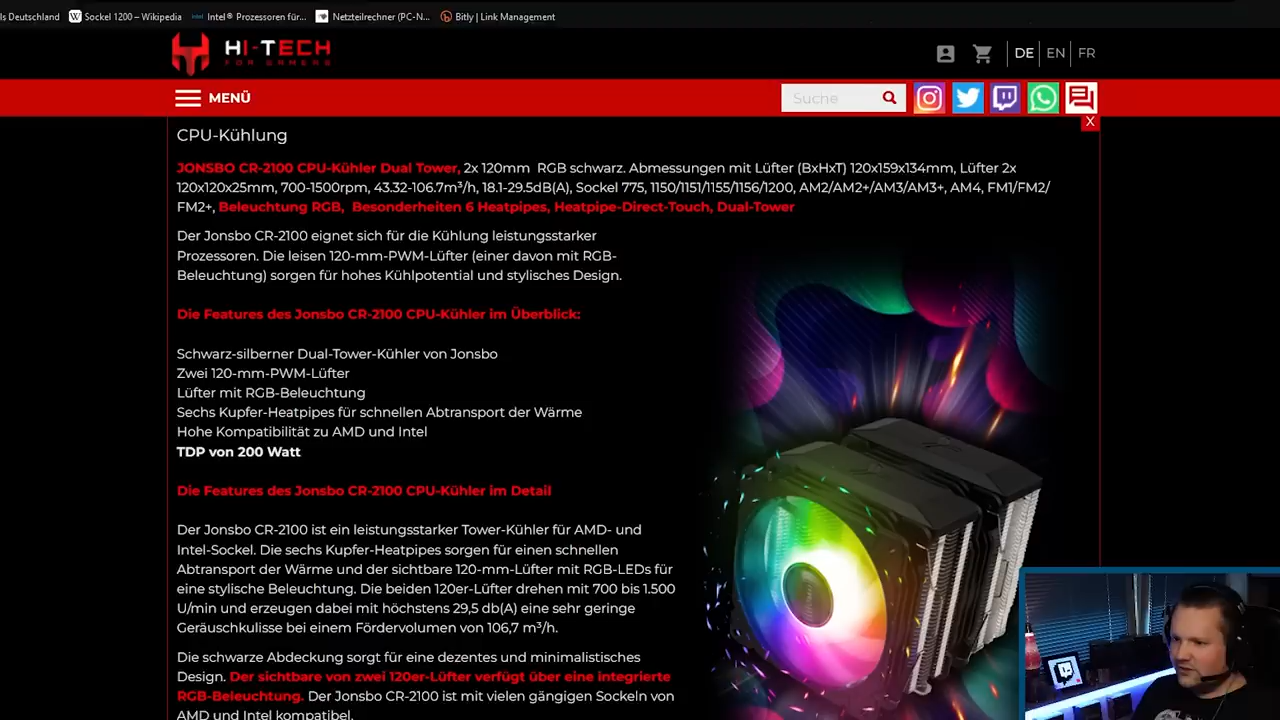 ls Deutschland Sockel 1200 – Wikipedia Intel® Prozessoren für... Netzteilrechner (PC-N... Bitly | Link Management
HI-TECH
FOR GAMERS
DE EN FR
MENÜ
Suche
X
CPU-Kühlung
JONSBO CR-2100 CPU-Kühler Dual Tower, 2x 120mm RGB schwarz. Abmessungen mit Lüfter (BxHxT) 120x159x134mm, Lüfter 2x
120x120x25mm, 700-1500rpm, 43.32-106.7m³/h, 18.1-29.5dB(A), Sockel 775, 1150/1151/1155/1156/1200, AM2/AM2+/AM3/AM3+, AM4, FM1/FM2/
FM2+, Beleuchtung RGB, Besonderheiten 6 Heatpipes, Heatpipe-Direct-Touch, Dual-Tower
Der Jonsbo CR-2100 eignet sich für die Kühlung leistungsstarker
Prozessoren. Die leisen 120-mm-PWM-Lüfter (einer davon mit RGB-
Beleuchtung) sorgen für hohes Kühlpotential und stylisches Design.
Die Features des Jonsbo CR-2100 CPU-Kühler im Überblick:
Schwarz-silberner Dual-Tower-Kühler von Jonsbo
Zwei 120-mm-PWM-Lüfter
Lüfter mit RGB-Beleuchtung
Sechs Kupfer-Heatpipes für schnellen Abtransport der Wärme
Hohe Kompatibilität zu AMD und Intel
TDP von 200 Watt
Die Features des Jonsbo CR-2100 CPU-Kühler im Detail
Der Jonsbo CR-2100 ist ein leistungsstarker Tower-Kühler für AMD- und
Intel-Sockel. Die sechs Kupfer-Heatpipes sorgen für einen schnellen
Abtransport der Wärme und der sichtbare 120-mm-Lüfter mit RGB-LEDs für
eine stylische Beleuchtung. Die beiden 120er-Lüfter drehen mit 700 bis 1.500
U/min und erzeugen dabei mit höchstens 29,5 db(A) eine sehr geringe
Geräuschkulisse bei einem Fördervolumen von 106,7 m³/h.
Die schwarze Abdeckung sorgt für eine dezentes und minimalistisches
Design. Der sichtbare von zwei 120er-Lüfter verfügt über eine integrierte
RGB-Beleuchtung. Der Jonsbo CR-2100 ist mit vielen gängigen Sockeln von
AMD und Intel kompatibel.